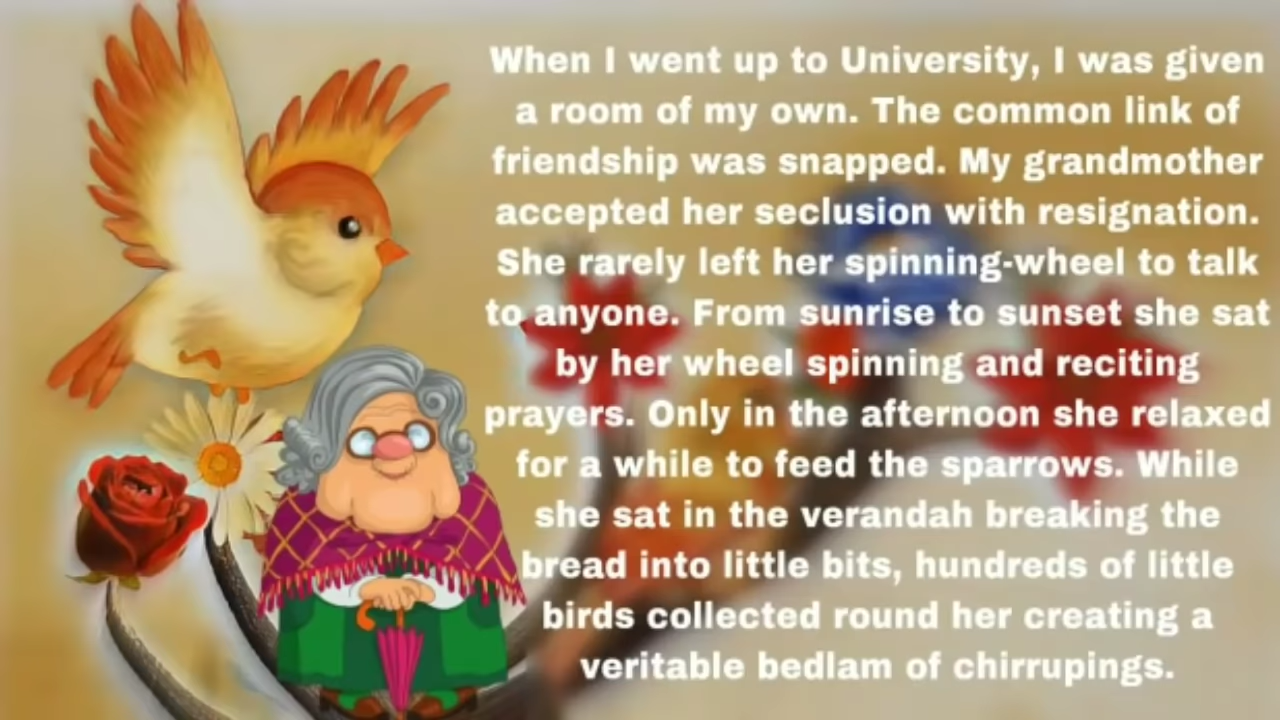 When I went up to University, I was given
a room of my own. The common link of
friendship was snapped. My grandmother
accepted her seclusion with resignation.
She rarely left her spinning-wheel to talk
to anyone. From sunrise to sunset she sat
by her wheel spinning and reciting
prayers. Only in the afternoon she relaxed
for a while to feed the sparrows. While
she sat in the verandah breaking the
bread into little bits, hundreds of little
birds collected round her creating a
veritable bedlam of chirrupings.